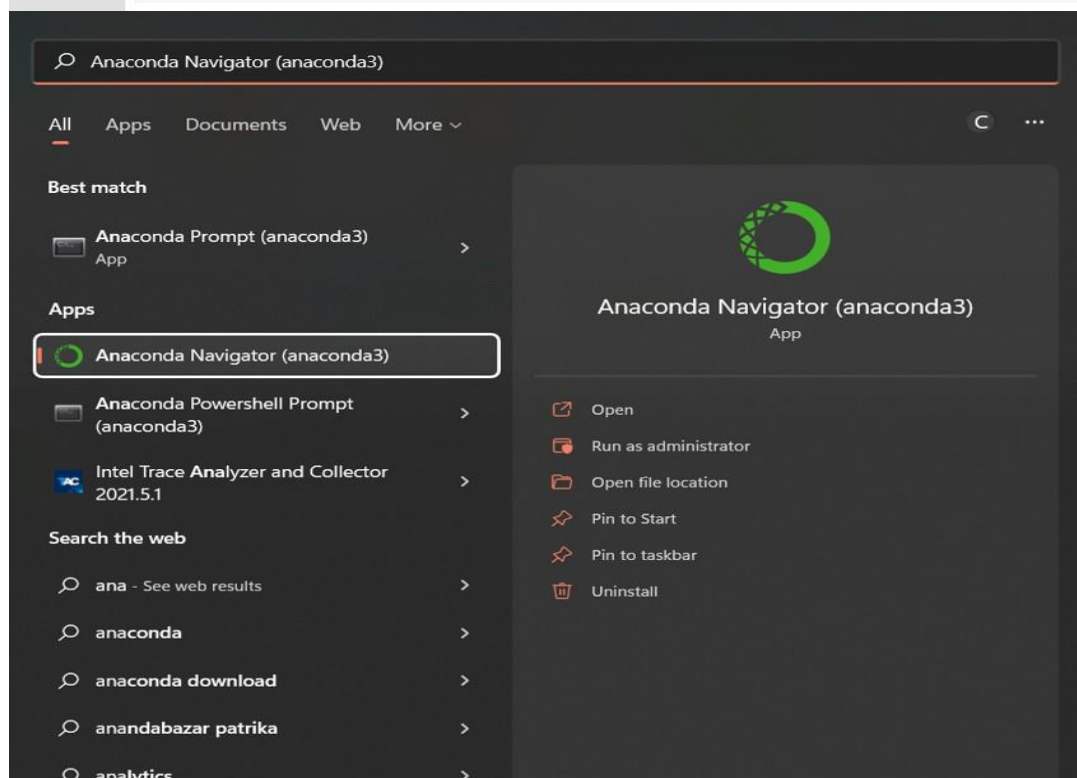 Anaconda Navigator (anaconda3)
All Apps Documents Web More
C ...
Best match
Anaconda Prompt (anaconda3)
App
Apps
Anaconda Navigator (anaconda3)
Anaconda Powershell Prompt
(anaconda3)
AC
Intel Trace Analyzer and Collector
2021.5.1
Search the web
ana - See web results
anaconda
anaconda download
anandabazar patrika
analytics
Anaconda Navigator (anaconda3)
App
Open
Run as administrator
Open file location
Pin to Start
Pin to taskbar
Uninstall